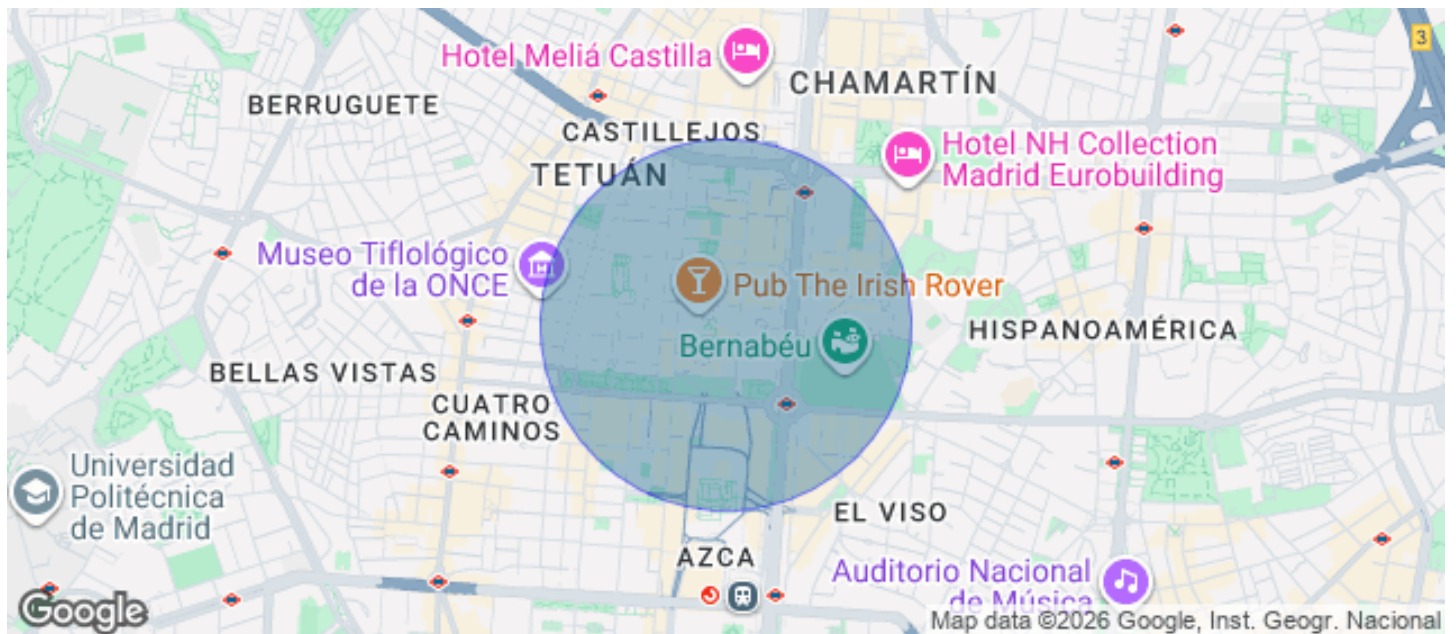 Hotel Meliá Castilla
CHAMARTÍN
3
BERRUGUETE
CASTILLEJOS
TETUÁN
Hotel NH Collection
Madrid Eurobuilding
Museo Tiflológico
de la ONCE
Pub The Irish Rover
Bernabéu
HISPANOAMÉRICA
BELLAS VISTAS
CUATRO
CAMINOS
Universidad
Politécnica
de Madrid
EL VISO
AZCA
Auditorio Nacional
de Música
Google
Map data ©2026 Google, Inst. Geogr. Nacional